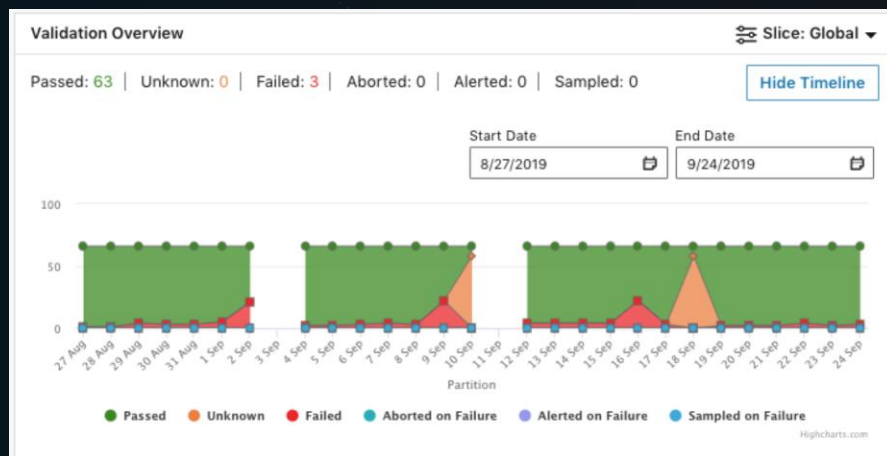 Validation Overview
Slice: Global
Passed: 63 | Unknown: 0 | Failed: 3 | Aborted: 0 | Alerted: 0 | Sampled: 0
Hide Timeline
Start Date
End Date
8/27/2019
9/24/2019
100
50
0
27 Aug
28 Aug
29 Aug
30 Aug
31 Aug
1 Sep
2 Sep
3 Sep
4 Sep
5 Sep
6 Sep
7 Sep
8 Sep
9 Sep
10 Sep
11 Sep
12 Sep
13 Sep
14 Sep
15 Sep
16 Sep
17 Sep
18 Sep
19 Sep
20 Sep
21 Sep
22 Sep
23 Sep
24 Sep
Partition
Passed
Unknown
Failed
Aborted on Failure
Alerted on Failure
Sampled on Failure
Highcharts.com